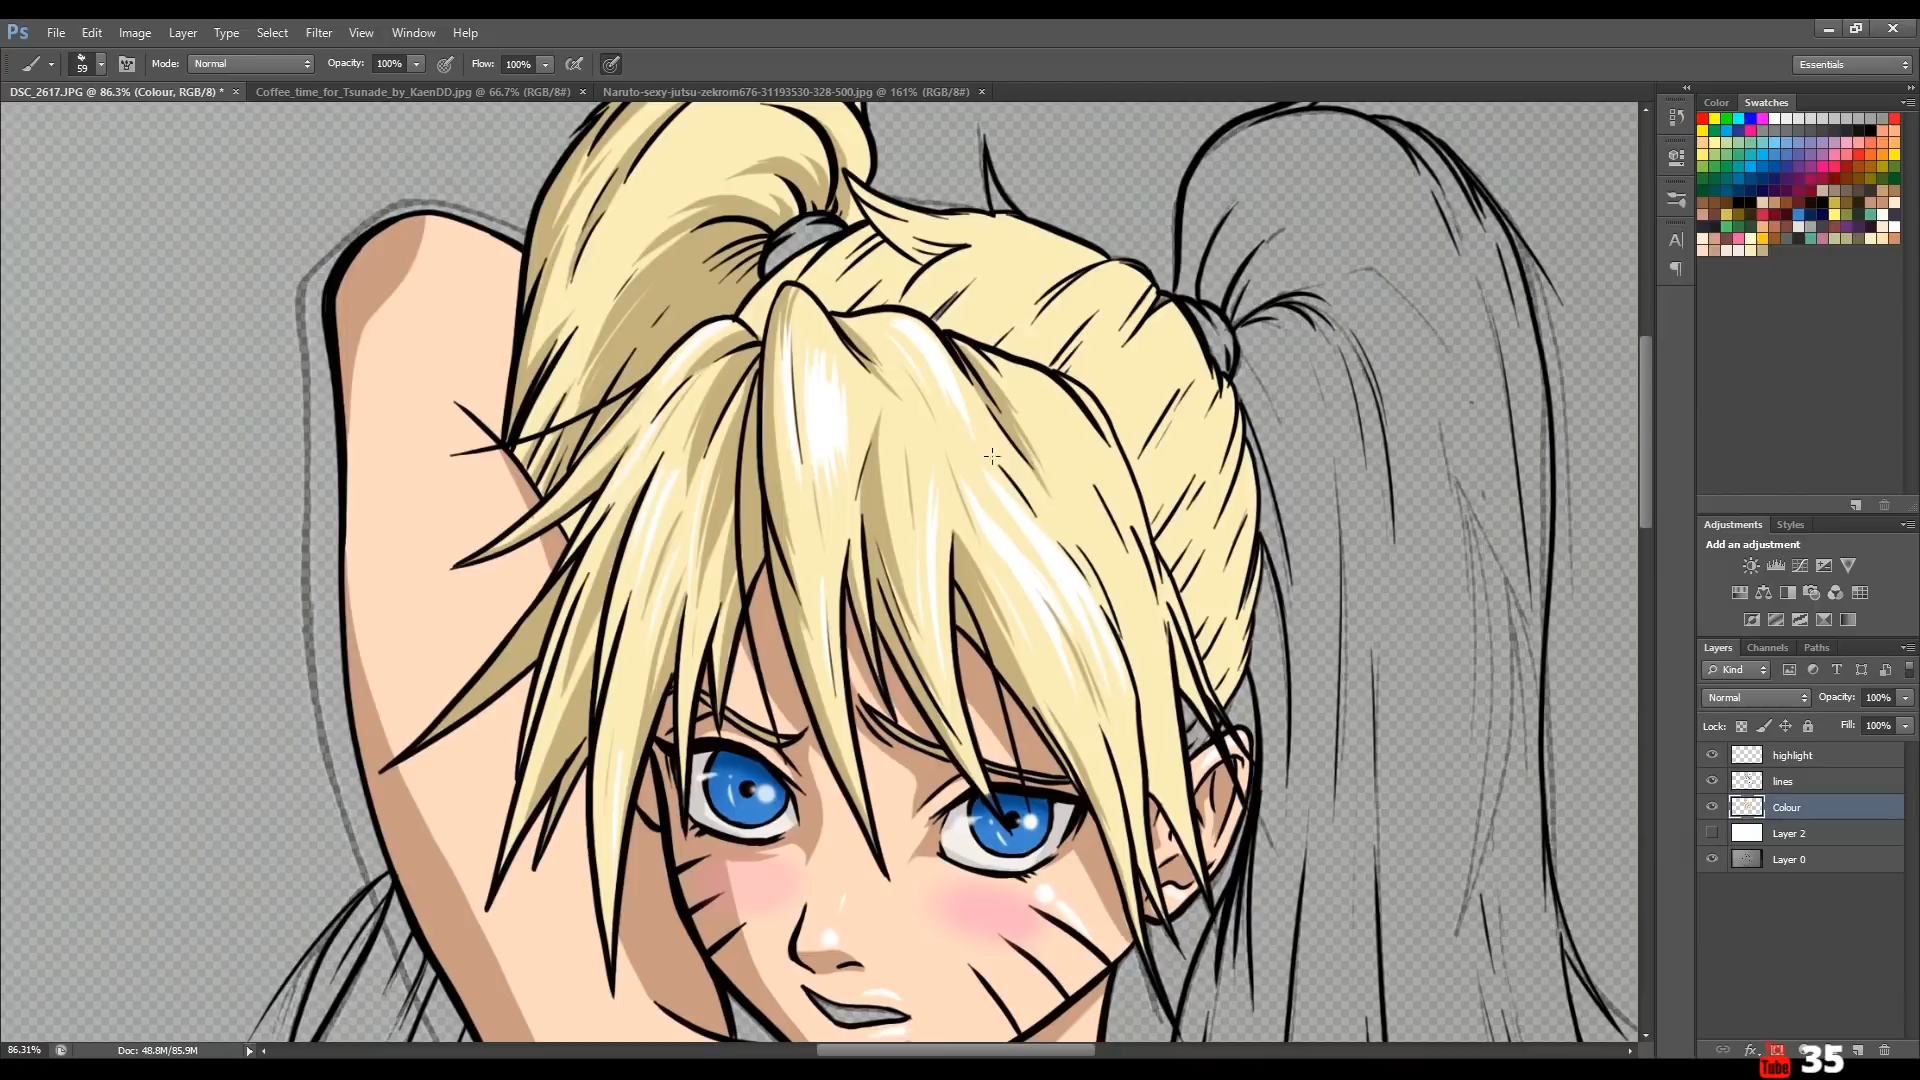 Ps File Edit Image Layer Type Select Filter View Window Help
59 Mode: Normal Opacity: 100% Flow: 100% Essentials
DSC_2617.JPG @ 86.3% (Colour, RGB/8) * × Coffee_time_for_Tsunade_by_KaenDD.jpg @ 66.7% (RGB/8#) × Naruto-sexy-jutsu-zekrom676-31193530-328-500.jpg @ 161% (RGB/8#) ×
Color Swatches
A
Adjustments Styles
Add an adjustment
Layers Channels Paths
Kind T
Normal Opacity: 100%
Lock: Fill: 100%
highlight
lines
Colour
Layer 2
Layer 0
86.31% Doc: 48.8M/85.9M
fx
Tube 35